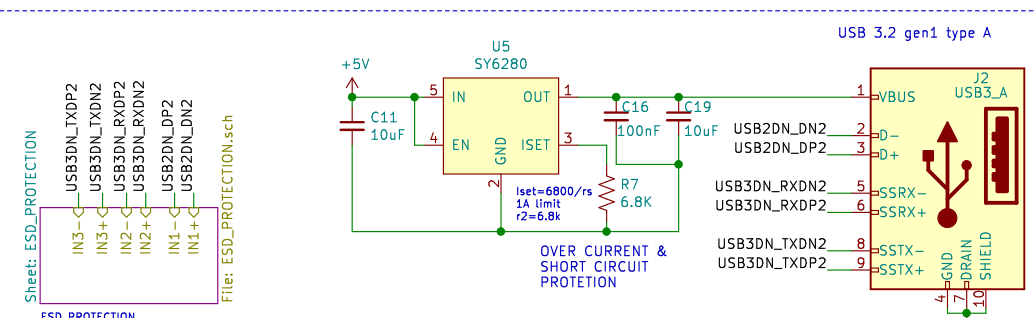 USB 3.2 gen1 type A
Sheet: ESD_PROTECTION
USB3DN_TXDP2
USB3DN_TXDN2
USB3DN_RXDP2
USB3DN_RXDN2
USB2DN_DP2
USB2DN_DN2
IN3-
IN3+
IN2-
IN2+
IN1-
IN1+
File: ESD_PROTECTION.sch
ESD PROTECTION
+5V
C11
10uF
U5
SY6280
5
IN
4
EN
GND
2
OUT
1
ISET
3
Iset=6800/rs
1A limit
r2=6.8k
R7
6.8K
C16
100nF
C19
10uF
OVER CURRENT &
SHORT CIRCUIT
PROTETION
J2
USB3_A
1
VBUS
USB2DN_DN2
2
D-
USB2DN_DP2
3
D+
USB3DN_RXDN2
5
SSRX-
USB3DN_RXDP2
6
SSRX+
USB3DN_TXDN2
8
SSTX-
USB3DN_TXDP2
9
SSTX+
GND
DRAIN
SHIELD
4
7
10